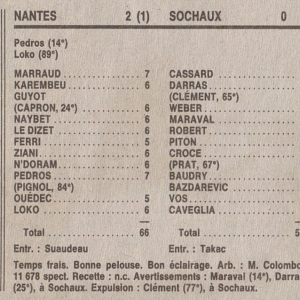 NANTES 2 (1) SOCHAUX 0
Pedros (14e)
Loko (89e)
MARRAUD 7 CASSARD
KAREMBEU 6 DARRAS
GUYOT (CLÉMENT, 65e)
(CAPRON, 24e) 6 WEBER
NAYBET 6 MARAVAL
LE DIZET 6 ROBERT
FERRI 5 PITON
ZIANI 6 CROCE
N'DORAM 6 (PRAT, 67e)
PEDROS 7 BAUDRY
(PIGNOL, 84e) BAZDAREVIC
OUÉDEC 5 VOS
LOKO 6 CAVEGLIA
Total 66 Total 5
Entr. : Suaudeau Entr. : Takac
Temps frais. Bonne pelouse. Bon éclairage. Arb. : M. Colombo
11 678 spect. Recette : n.c. Avertissements : Maraval (14e), Darra
(25e), à Sochaux. Expulsion : Clément (77e), à Sochaux.